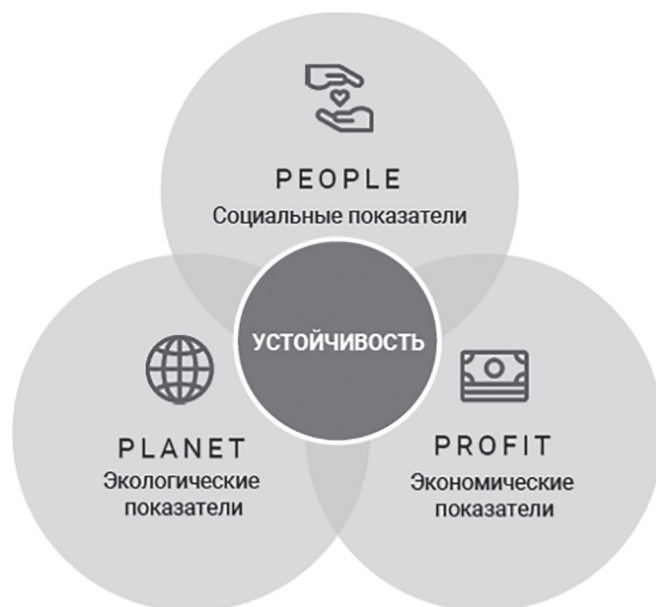 PEOPLE
Социальные показатели
УСТОЙЧИВОСТЬ
PLANET
Экологические
показатели
PROFIT
Экономические
показатели